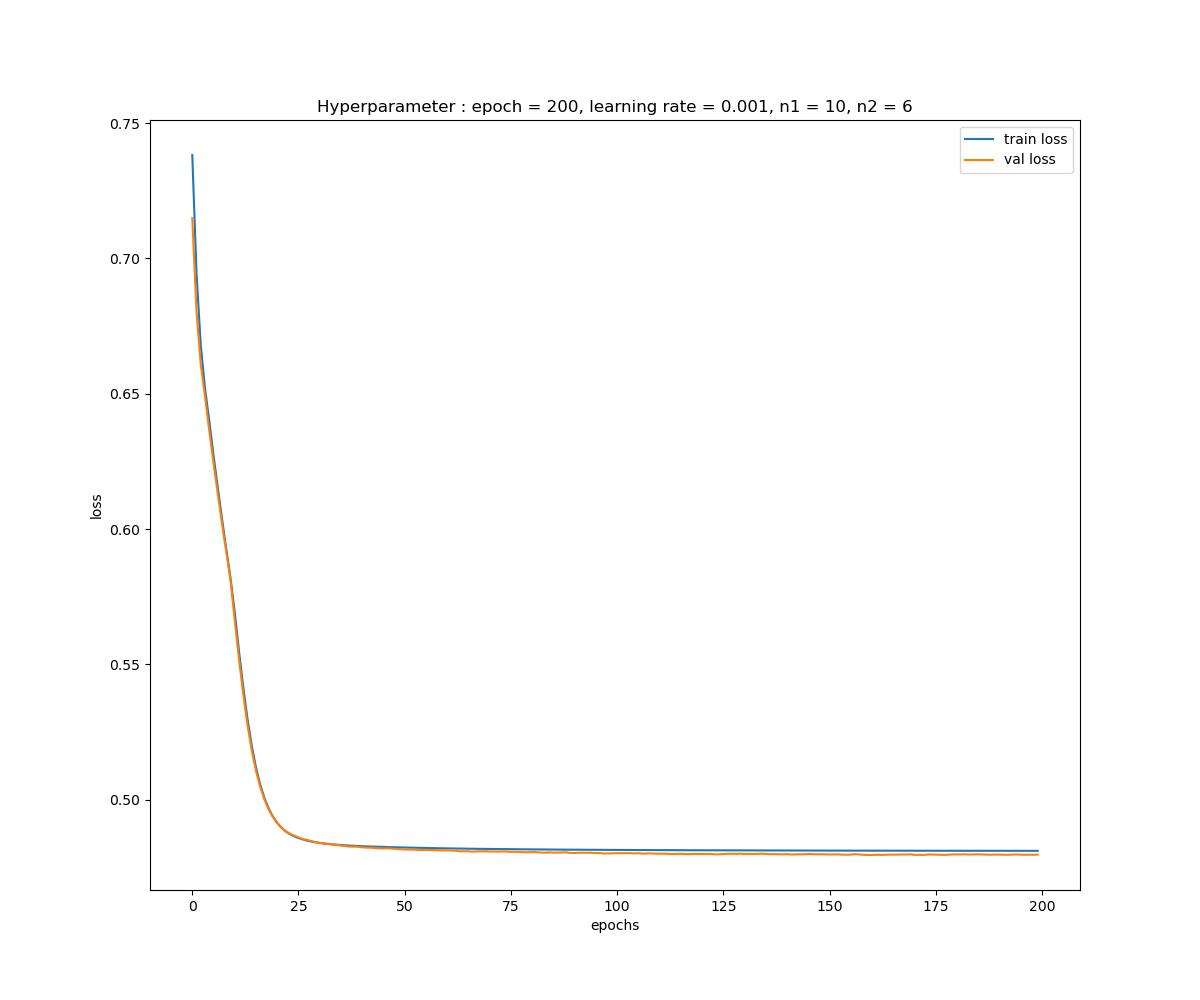 Hyperparameter : epoch = 200, learning rate = 0.001, n1 = 10, n2 = 6
train loss
val loss
0.75
0.70
0.65
0.60
0.55
0.50
loss
0 25 50 75 100 125 150 175 200
epochs